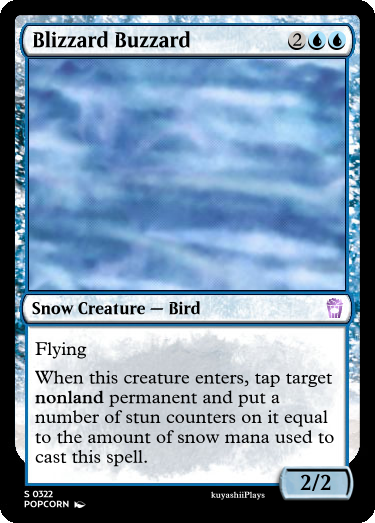 Blizzard Buzzard 2
Snow Creature — Bird
Flying
When this creature enters, tap target
nonland permanent and put a
number of stun counters on it equal
to the amount of snow mana used to
cast this spell.
2/2
S 0322
POPCORN
kuyashiiPlays